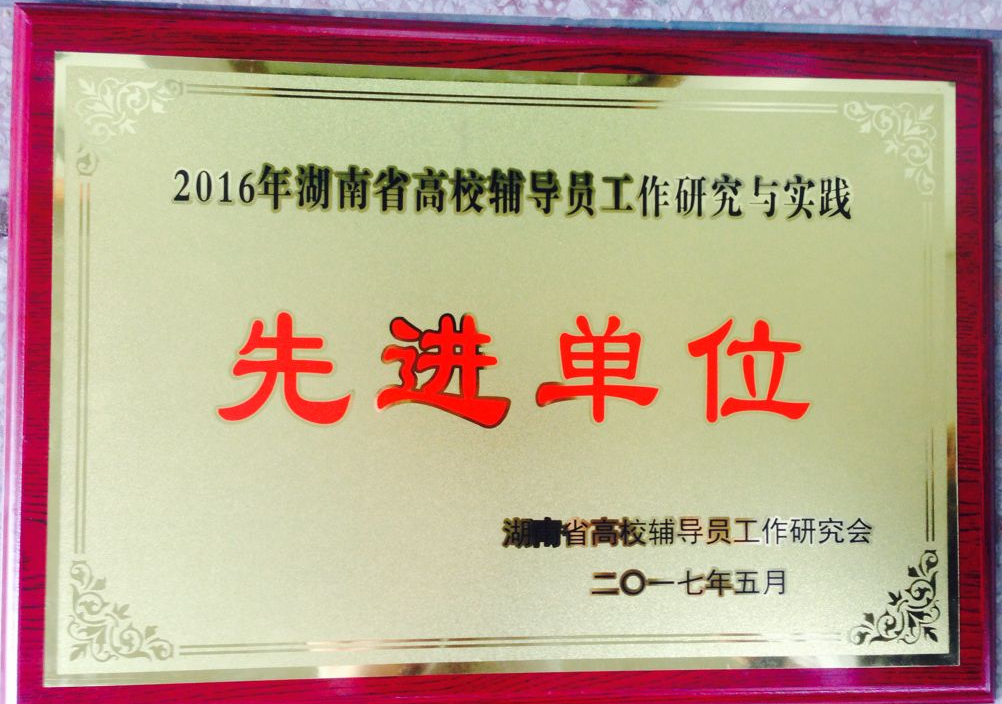 2016年湖南省高校辅导员工作研究与实践
先进单位
湖南省高校辅导员工作研究会
二〇一七年五月